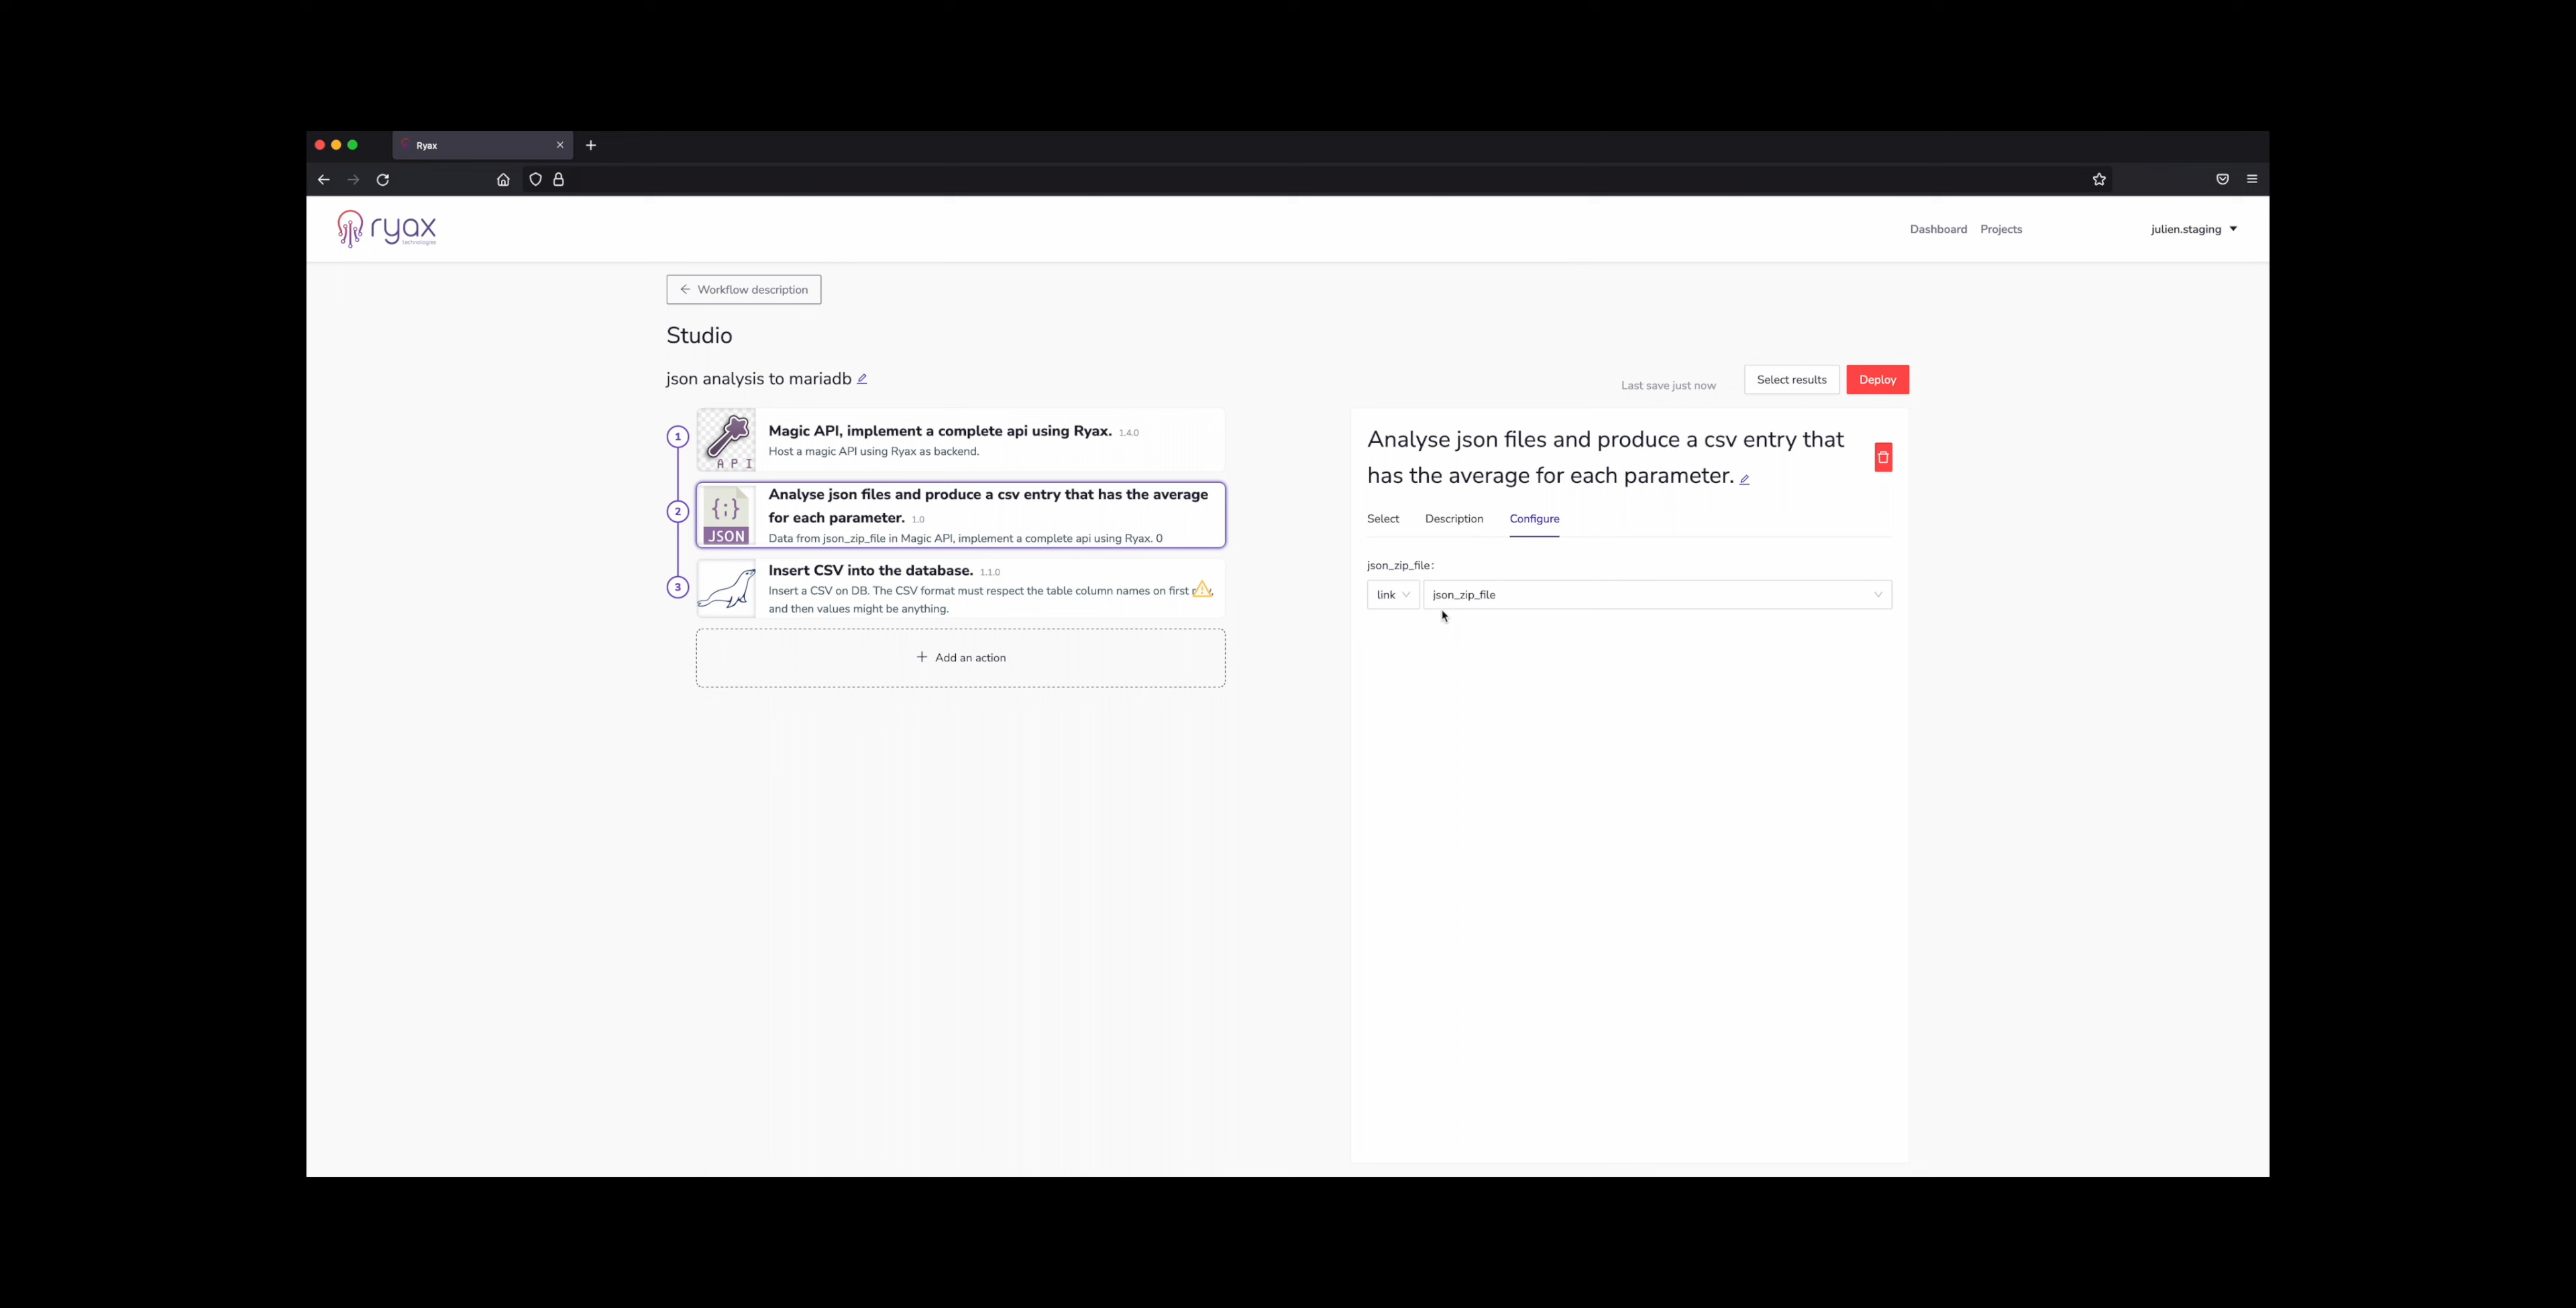 Ryax
ryax
technologies
Dashboard Projects julien.staging
Workflow description
Studio
json analysis to mariadb
Last save just now Select results Deploy
1
API
Magic API, implement a complete api using Ryax. 1.4.0
Host a magic API using Ryax as backend.
2
{;}
JSON
Analyse json files and produce a csv entry that has the average
for each parameter. 1.0
Data from json_zip_file in Magic API, implement a complete api using Ryax. 0
3
Insert CSV into the database. 1.1.0
Insert a CSV on DB. The CSV format must respect the table column names on first
and then values might be anything.
+ Add an action
Analyse json files and produce a csv entry that
has the average for each parameter.
Select Description Configure
json_zip_file:
link json_zip_file